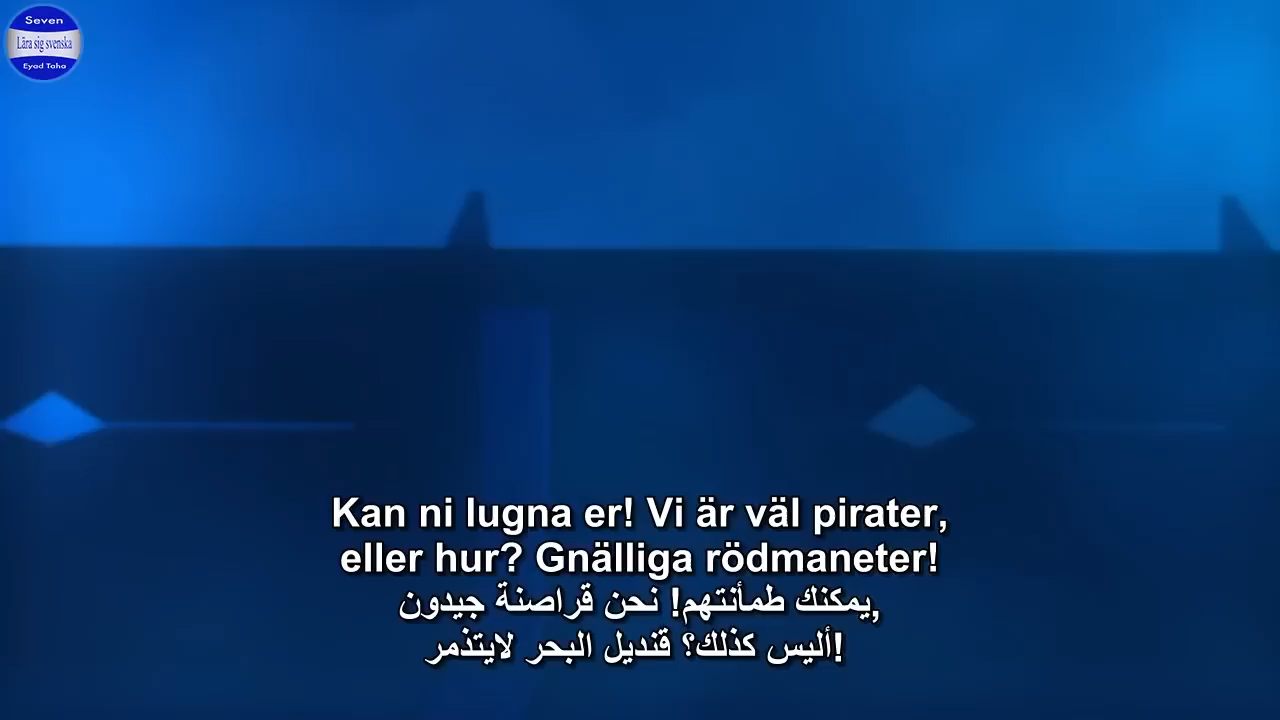 Seven
Lära sig svenska
Eyad Toha
Kan ni lugna er! Vi är väl pirater,
eller hur? Gnälliga rödmaneter!
يمكنك طمأنتهم! نحن قراصنة جيدون,
أليس كذلك؟ قنديل البحر لايتذمر!